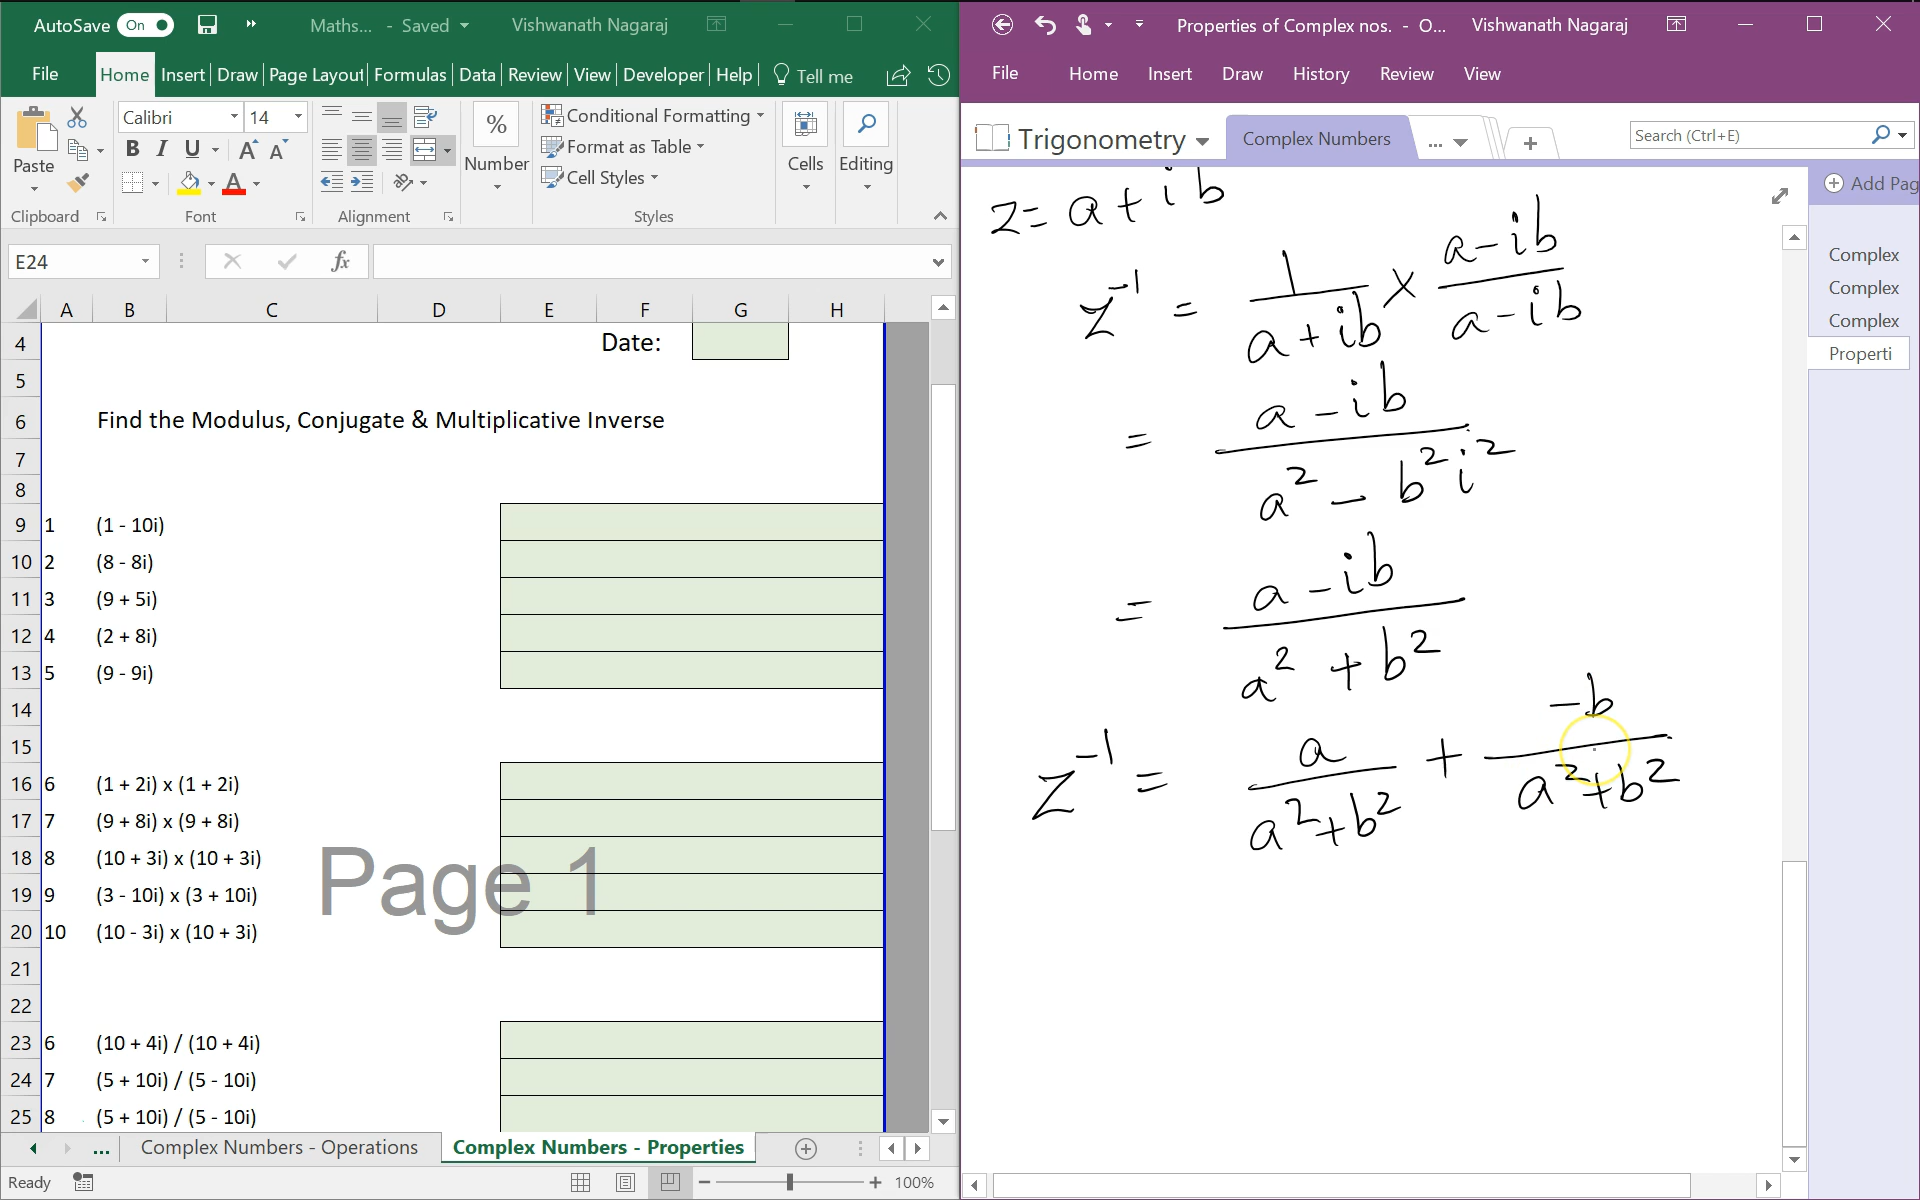 AutoSave On » Maths... - Saved Vishwanath Nagaraj
File Home Insert Draw Page Layout Formulas Data Review View Developer Help Tell me
Paste
Calibri 14
B I U A A
A
%
Number
Conditional Formatting
Format as Table
Cell Styles
Cells
Editing
Clipboard Font Alignment Styles
E24 fx
A B C D E F G H
4 Date:
5
6 Find the Modulus, Conjugate & Multiplicative Inverse
7
8
9 1 (1 - 10i)
10 2 (8 - 8i)
11 3 (9 + 5i)
12 4 (2 + 8i)
13 5 (9 - 9i)
14
15
16 6 (1 + 2i) x (1 + 2i)
17 7 (9 + 8i) x (9 + 8i)
18 8 (10 + 3i) x (10 + 3i)
19 9 (3 - 10i) x (3 + 10i)
20 10 (10 - 3i) x (10 + 3i)
Page 1
21
22
23 6 (10 + 4i) / (10 + 4i)
24 7 (5 + 10i) / (5 - 10i)
25 8 (5 + 10i) / (5 - 10i)
... Complex Numbers - Operations Complex Numbers - Properties
Ready 100%
Properties of Complex nos. - O... Vishwanath Nagaraj
File Home Insert Draw History Review View
Trigonometry Complex Numbers ... + Search (Ctrl+E)
Add Pag
Complex
Complex
Complex
Properti
z = a + ib
z⁻¹ = 1 / a + ib × a - ib / a - ib
= a - ib / a² - b²i²
= a - ib / a² + b²
z⁻¹ = a / a² + b² + -b / a² + b²